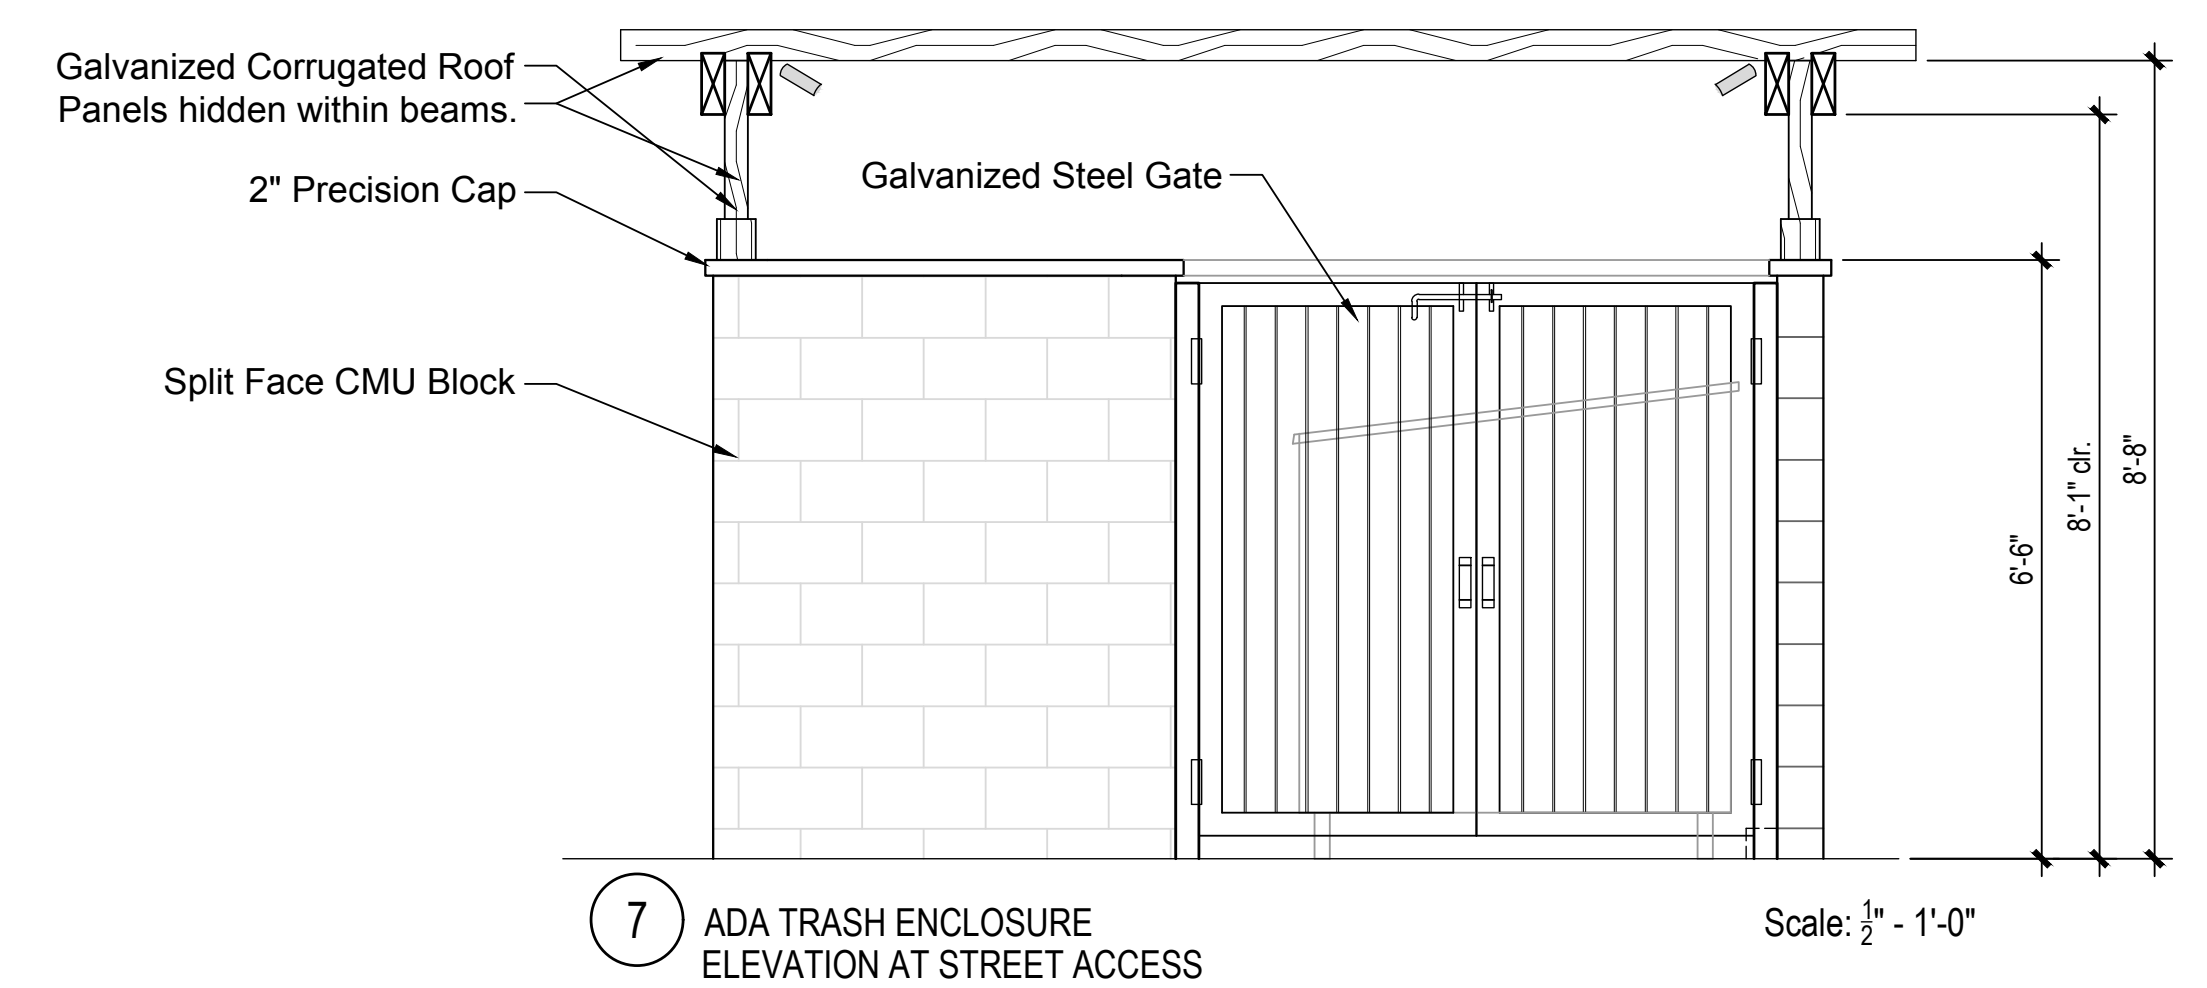 Galvanized Corrugated Roof
Panels hidden within beams.
2" Precision Cap
Galvanized Steel Gate
Split Face CMU Block
6'-6"
8'-1" clr.
8'-8"
7
ADA TRASH ENCLOSURE
ELEVATION AT STREET ACCESS
Scale: ½" - 1'-0"